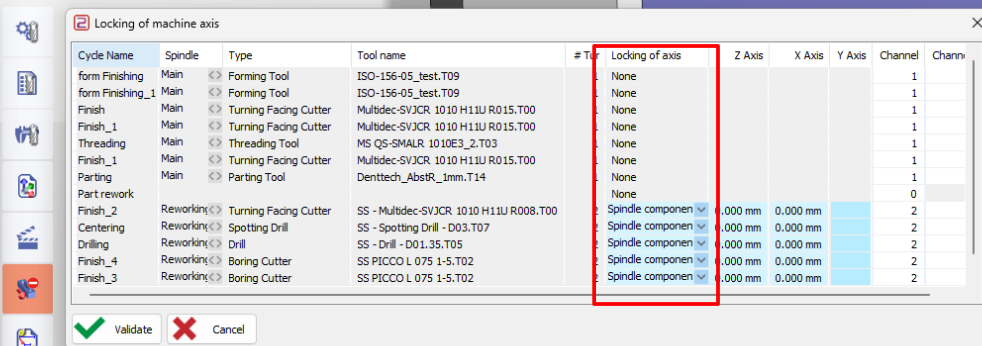 Locking of machine axis
Cycle Name Spindle Type Tool name # Tur Locking of axis Z Axis X Axis Y Axis Channel Channe
form Finishing Main <> Forming Tool ISO-156-05_test.T09 1 None 1
form Finishing_1 Main <> Forming Tool ISO-156-05_test.T09 1 None 1
Finish Main <> Turning Facing Cutter Multidec-SVJCR 1010 H11U R015.T00 1 None 1
Finish_1 Main <> Turning Facing Cutter Multidec-SVJCR 1010 H11U R015.T00 1 None 1
Threading Main <> Threading Tool MS QS-SMALR 1010E3_2.T03 1 None 1
Finish_1 Main <> Turning Facing Cutter Multidec-SVJCR 1010 H11U R015.T00 1 None 1
Parting Main <> Parting Tool Denttech_AbstR_1mm.T14 1 None 1
Part rework None 0
Finish_2 Reworking <> Turning Facing Cutter SS - Multidec-SVJCR 1010 H11U R008.T00 2 Spindle componen 0.000 mm 0.000 mm 2
Centering Reworking <> Spotting Drill SS - Spotting Drill - D03.T07 2 Spindle componen 0.000 mm 0.000 mm 2
Drilling Reworking <> Drill SS - Drill - D01.35.T05 2 Spindle componen 0.000 mm 0.000 mm 2
Finish_4 Reworking <> Boring Cutter SS PICCO L 075 1-5.T02 2 Spindle componen 0.000 mm 0.000 mm 2
Finish_3 Reworking <> Boring Cutter SS PICCO L 075 1-5.T02 2 Spindle componen 0.000 mm 0.000 mm 2
Validate Cancel